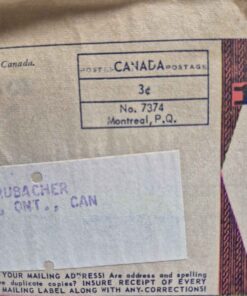 Canada.
POSTES CANADA POSTAGE
3¢
No. 7374
Montreal, P.Q.
UBACHER
, ONT., CAN
YOUR MAILING ADDRESS! Are address and spelling
ve duplicate copies? INSURE RECEIPT OF EVERY
MAILING LABEL ALONG WITH ANY CORRECTIONS!